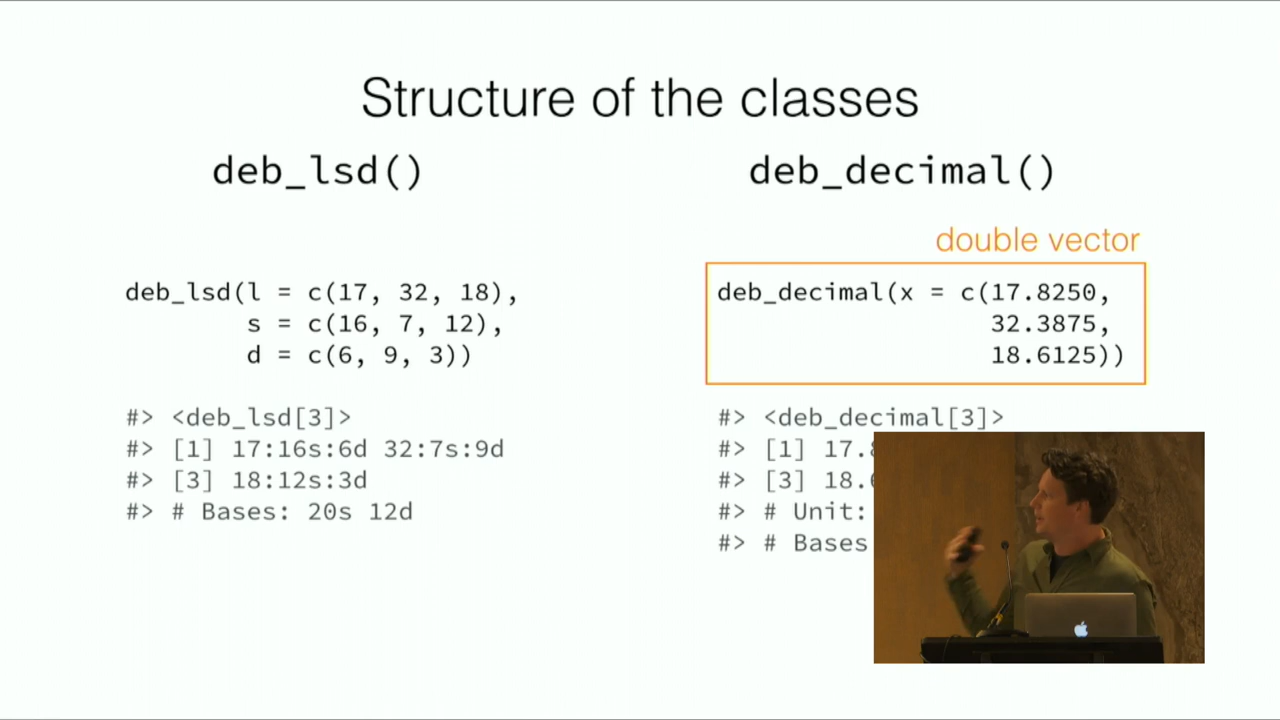 Structure of the classes
deb_lsd()
deb_lsd(l = c(17, 32, 18),
s = c(16, 7, 12),
d = c(6, 9, 3))
#> <deb_lsd[3]>
#> [1] 17:16s:6d 32:7s:9d
#> [3] 18:12s:3d
#> # Bases: 20s 12d
deb_decimal()
double vector
deb_decimal(x = c(17.8250,
32.3875,
18.6125))
#> <deb_decimal[3]>
#> [1] 17.8
#> [3] 18.6
#> # Unit:
#> # Bases